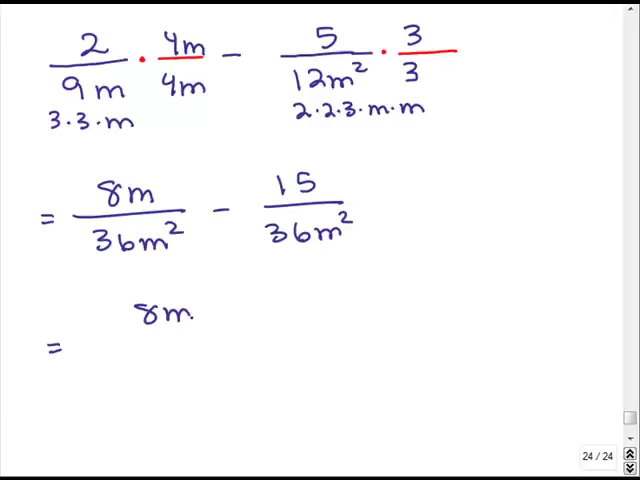 2/9m · 4m/4m − 5/12m² · 3/3
3·3·m 2·2·3·m·m
= 8m/36m² − 15/36m²
= 8m
24 / 24